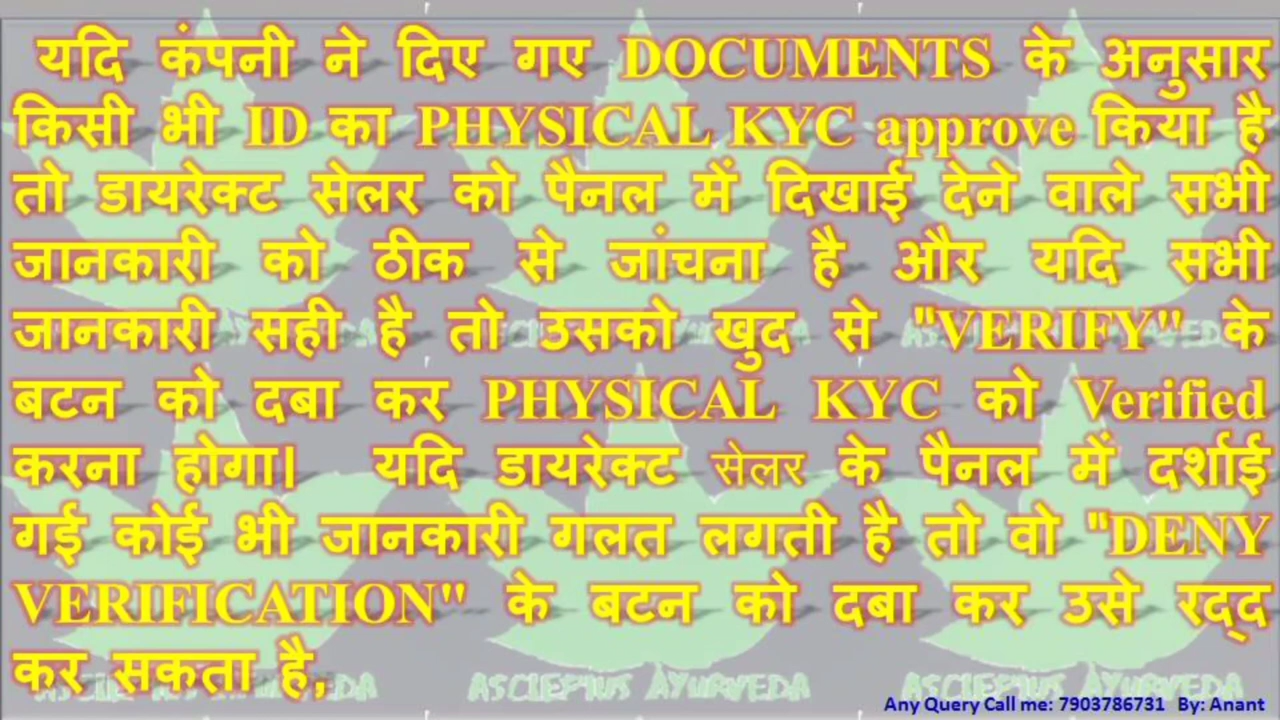 यदि कंपनी ने दिए गए DOCUMENTS के अनुसार
किसी भी ID का PHYSICAL KYC approve किया है
तो डायरेक्ट सेलर को पैनल में दिखाई देने वाले सभी
जानकारी को ठीक से जांचना है और यदि सभी
जानकारी सही है तो उसको खुद से "VERIFY" के
बटन को दबा कर PHYSICAL KYC को Verified
करना होगा| यदि डायरेक्ट सेलर के पैनल में दर्शाई
गई कोई भी जानकारी गलत लगती है तो वो "DENY
VERIFICATION" के बटन को दबा कर उसे रद्द
कर सकता है,
ASCLEPIUS AYURVEDA
Any Query Call me: 7903786731 By: Anant